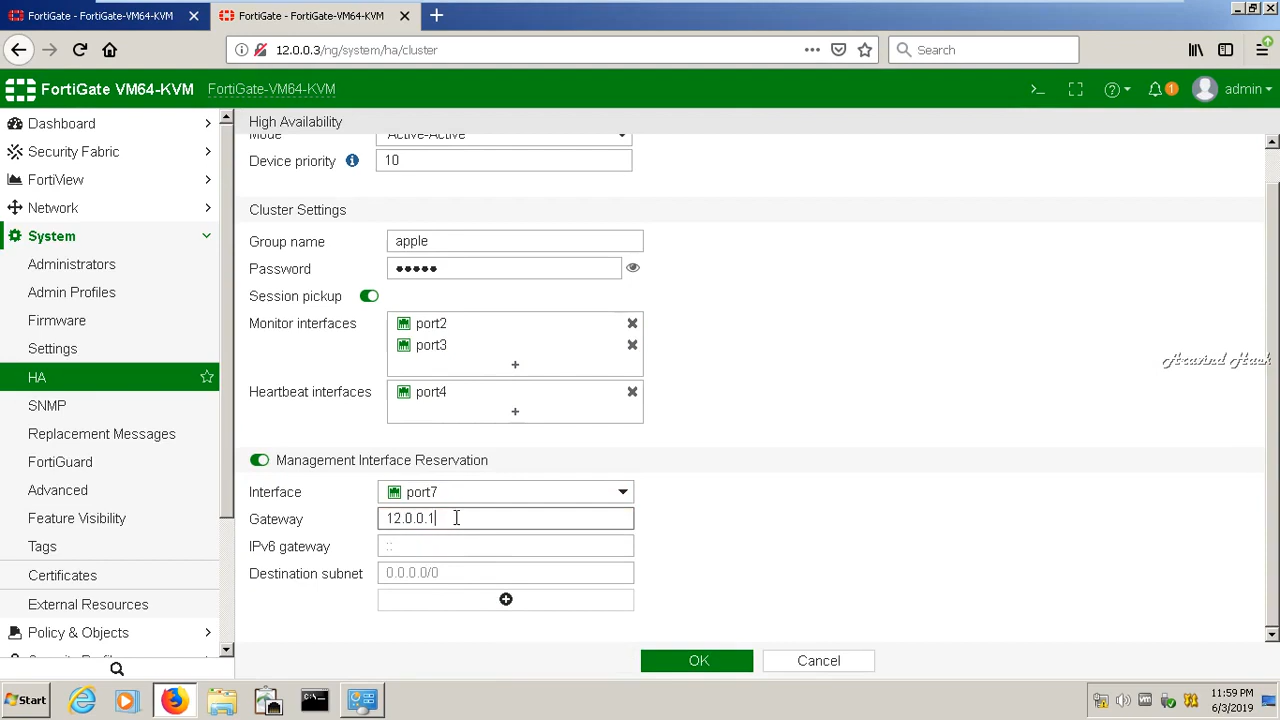 FortiGate - FortiGate-VM64-KVM
FortiGate - FortiGate-VM64-KVM
12.0.0.3/ng/system/ha/cluster
Search
FortiGate VM64-KVM
FortiGate-VM64-KVM
1
admin
Dashboard
Security Fabric
FortiView
Network
System
Administrators
Admin Profiles
Firmware
Settings
HA
SNMP
Replacement Messages
FortiGuard
Advanced
Feature Visibility
Tags
Certificates
External Resources
Policy & Objects
High Availability
Mode Active-Active
Device priority 10
Cluster Settings
Group name apple
Password •••••
Session pickup
Monitor interfaces port2
port3
Heartbeat interfaces port4
Management Interface Reservation
Interface port7
Gateway 12.0.0.1
IPv6 gateway ::
Destination subnet 0.0.0.0/0
OK Cancel
Start
11:59 PM
6/3/2019